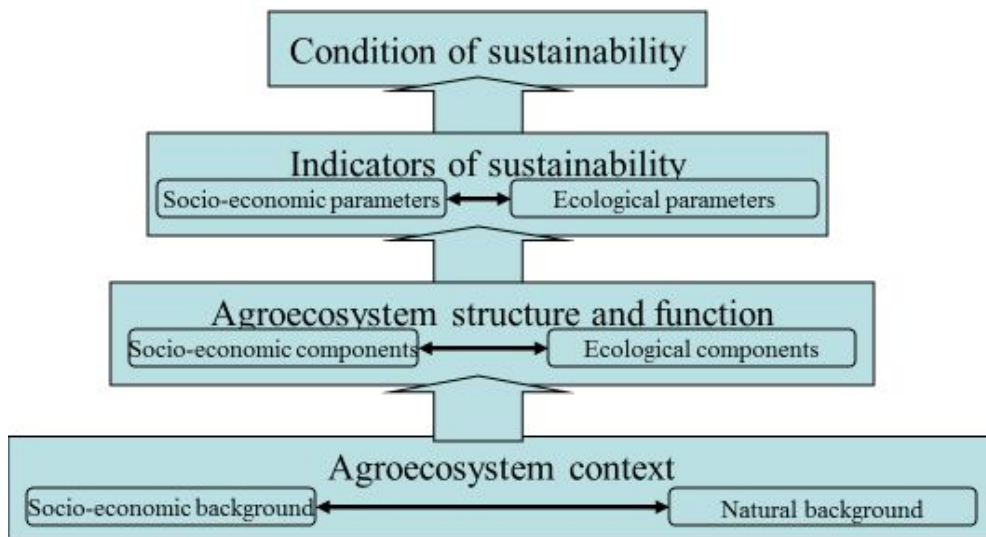 Condition of sustainability
Indicators of sustainability
Socio-economic parameters
Ecological parameters
Agroecosystem structure and function
Socio-economic components
Ecological components
Agroecosystem context
Socio-economic background
Natural background